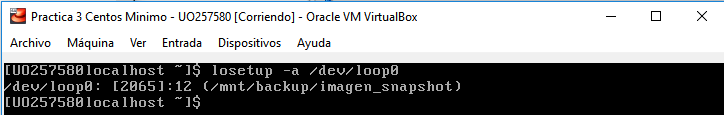 Practica 3 Centos Minimo - UO257580 [Corriendo] - Oracle VM VirtualBox
Archivo Máquina Ver Entrada Dispositivos Ayuda
[UO257580localhost ~]$ losetup -a /dev/loop0
/dev/loop0: [2065]:12 (/mnt/backup/imagen_snapshot)
[UO257580localhost ~]$